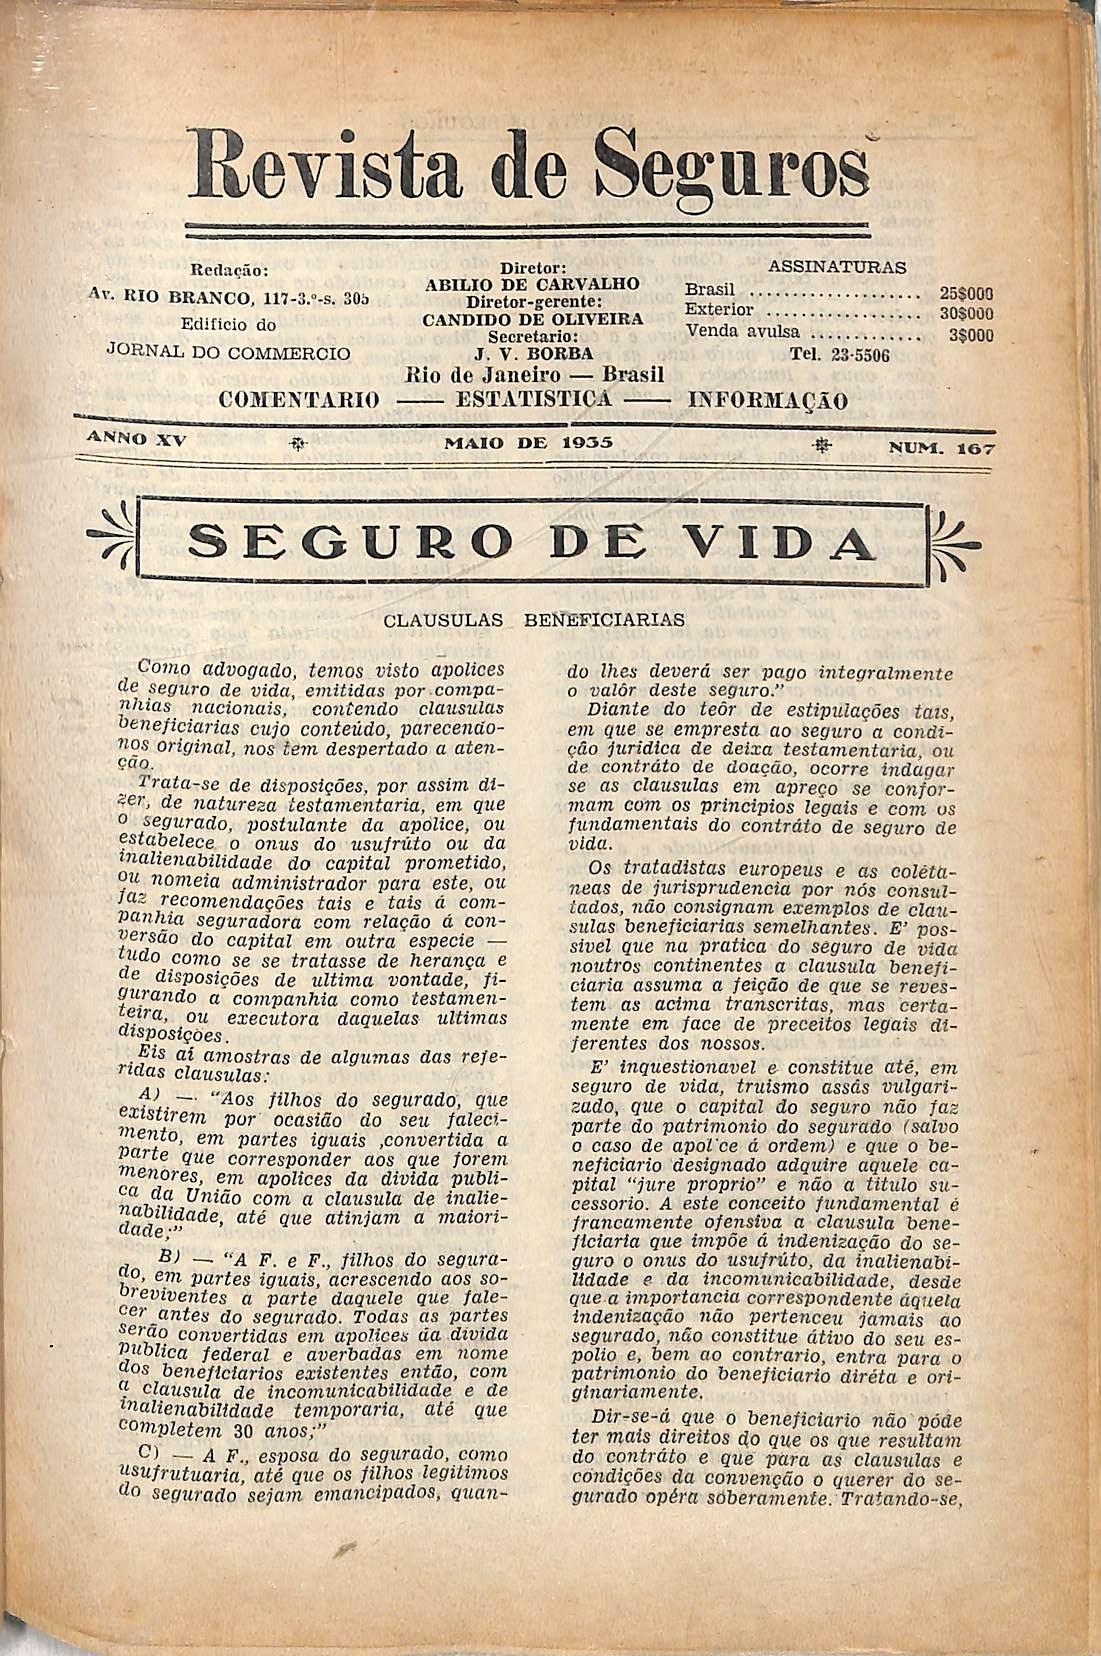 Revista de Seguros
Redação:
Av. RIO BRANCO, 117-3.º-s. 305
Edificio do
JORNAL DO COMMERCIO
Diretor:
ABILIO DE CARVALHO
Diretor-gerente:
CANDIDO DE OLIVEIRA
Secretario:
J. V. BORBA
Rio de Janeiro — Brasil
ASSINATURAS
Brasil .................... 25$000
Exterior .................. 30$000
Venda avulsa ............. 3$000
Tel. 23-5506
COMENTARIO —— ESTATISTICA —— INFORMAÇÃO
ANNO XV MAIO DE 1935 NUM. 167
SEGURO DE VIDA
CLAUSULAS BENEFICIARIAS
Como advogado, temos visto apolices
de seguro de vida, emitidas por compa-
nhias nacionais, contendo clausulas
beneficiarias cujo conteúdo, parecendo-
nos original, nos tem despertado a aten-
ção.
Trata-se de disposições, por assim di-
zer, de natureza testamentaria, em que
o segurado, postulante da apolice, ou
estabelece o onus do usufrúto ou da
inalienabilidade do capital prometido,
ou nomeia administrador para este, ou
faz recomendações tais e tais á com-
panhia seguradora com relação á con-
versão do capital em outra especie —
tudo como se se tratasse de herança e
de disposições de ultima vontade, fi-
gurando a companhia como testamen-
teira, ou executora daquelas ultimas
disposições.
Eis aí amostras de algumas das refe-
ridas clausulas:
A) — "Aos filhos do segurado, que
existirem por ocasião do seu faleci-
mento, em partes iguais ,convertida a
parte que corresponder aos que forem
menores, em apolices da divida publi-
ca da União com a clausula de inalie-
nabilidade, até que atinjam a maiori-
dade;"
B) — "A F. e F., filhos do segura-
do, em partes iguais, acrescendo aos so-
breviventes a parte daquele que fale-
cer antes do segurado. Todas as partes
serão convertidas em apolices da divida
publica federal e averbadas em nome
dos beneficiarios existentes então, com
a clausula de incomunicabilidade e de
inalienabilidade temporaria, até que
completem 30 anos;"
C) — A F., esposa do segurado, como
usufrutuaria, até que os filhos legitimos
do segurado sejam emancipados, quan-
do lhes deverá ser pago integralmente
o valôr deste seguro."
Diante do teôr de estipulações tais,
em que se empresta ao seguro a condi-
ção juridica de deixa testamentaria, ou
de contráto de doação, ocorre indagar
se as clausulas em apreço se confor-
mam com os principios legais e com os
fundamentais do contráto de seguro de
vida.
Os tratadistas europeus e as coléta-
neas de jurisprudencia por nós consul-
tados, não consignam exemplos de clau-
sulas beneficiarias semelhantes. E' pos-
sivel que na pratica do seguro de vida
noutros continentes a clausula benefi-
ciaria assuma a feição de que se reves-
tem as acima transcritas, mas certa-
mente em face de preceitos legais di-
ferentes dos nossos.
E' inquestionavel e constitue até, em
seguro de vida, truismo assás vulgari-
zado, que o capital do seguro não faz
parte do patrimonio do segurado (salvo
o caso de apol'ce á ordem) e que o be-
neficiario designado adquire aquele ca-
pital "jure proprio" e não a titulo su-
cessorio. A este conceito fundamental é
francamente ofensiva a clausula bene-
ficiaria que impõe á indenização do se-
guro o onus do usufrúto, da inalienabi-
lidade e da incomunicabilidade, desde
que a importancia correspondente áquela
indenização não pertenceu jamais ao
segurado, não constitue átivo do seu es-
polio e, bem ao contrario, entra para o
patrimonio do beneficiario diréta e ori-
ginariamente.
Dir-se-á que o beneficiario não póde
ter mais direitos do que os que resultam
do contráto e que para as clausulas e
condições da convenção o querer do se-
gurado opéra soberamente. Tratando-se,